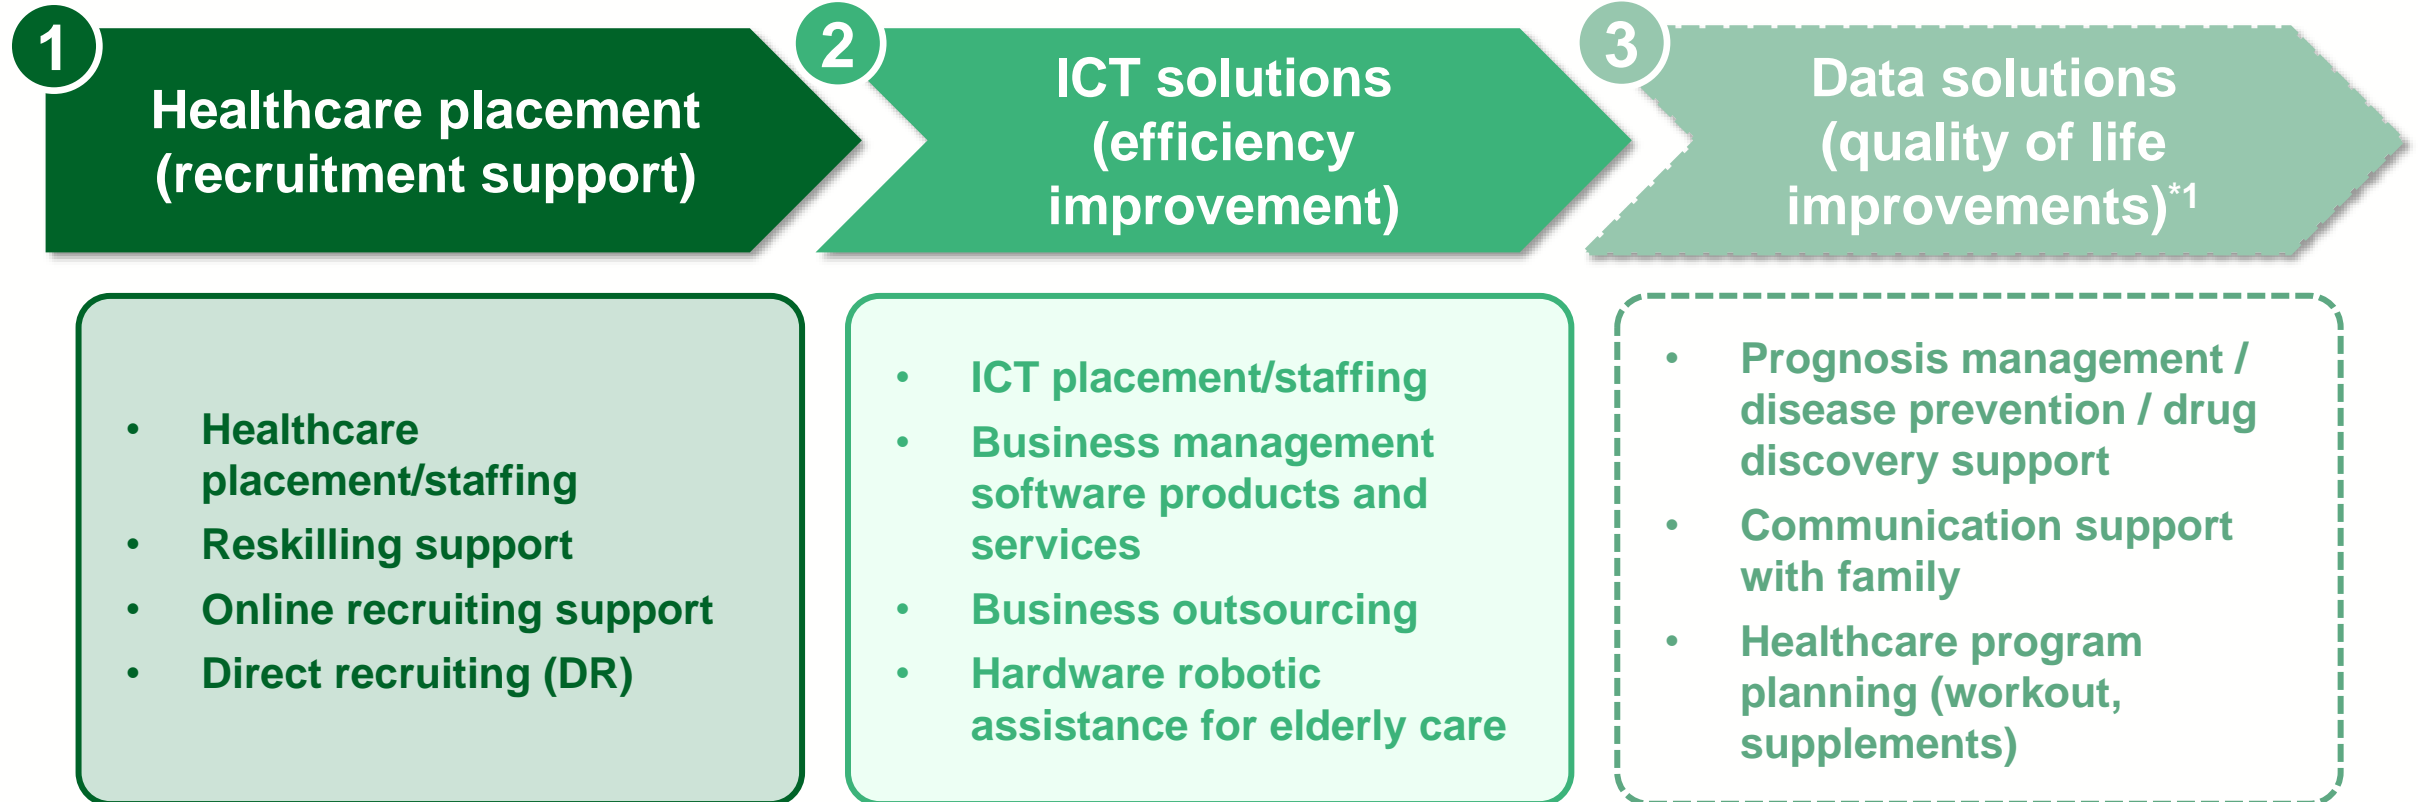 1
Healthcare placement
(recruitment support)
2
ICT solutions
(efficiency
improvement)
3
Data solutions
(quality of life
improvements)*1
• Healthcare
placement/staffing
• Reskilling support
• Online recruiting support
• Direct recruiting (DR)
• ICT placement/staffing
• Business management
software products and
services
• Business outsourcing
• Hardware robotic
assistance for elderly care
• Prognosis management /
disease prevention / drug
discovery support
• Communication support
with family
• Healthcare program
planning (workout,
supplements)